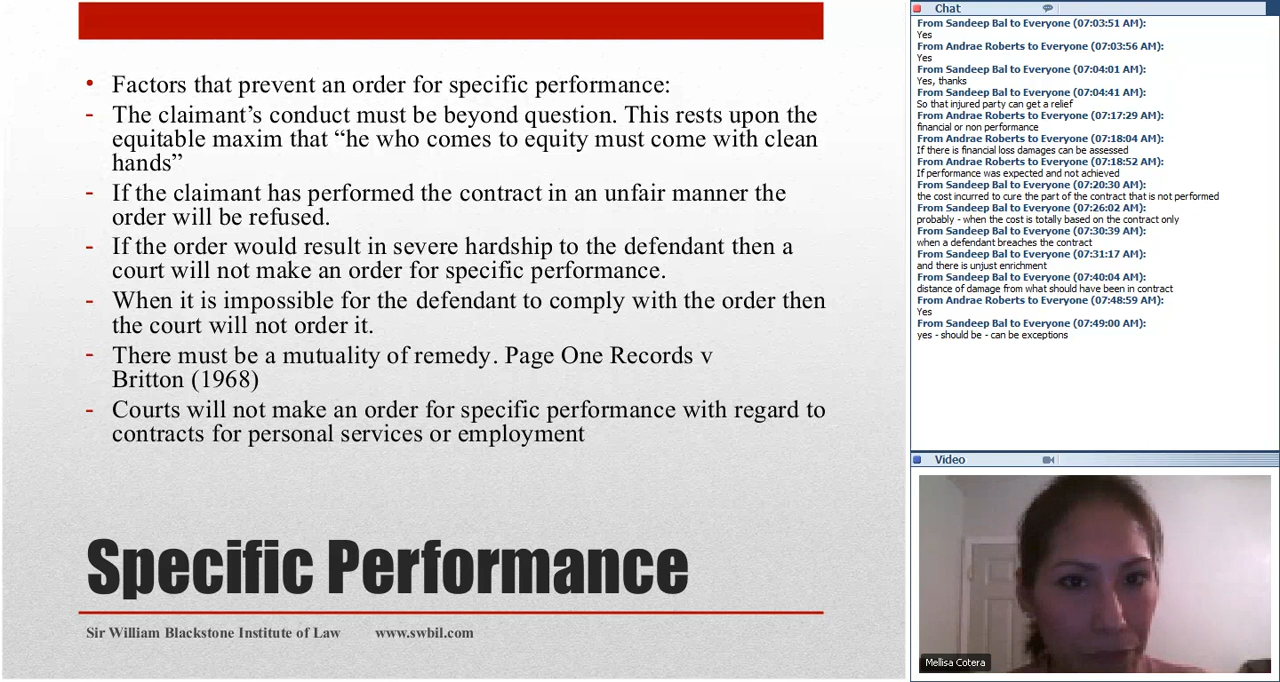 • Factors that prevent an order for specific performance:
- The claimant’s conduct must be beyond question. This rests upon the
equitable maxim that “he who comes to equity must come with clean
hands”
- If the claimant has performed the contract in an unfair manner the
order will be refused.
- If the order would result in severe hardship to the defendant then a
court will not make an order for specific performance.
- When it is impossible for the defendant to comply with the order then
the court will not order it.
- There must be a mutuality of remedy. Page One Records v
Britton (1968)
- Courts will not make an order for specific performance with regard to
contracts for personal services or employment
Specific Performance
Sir William Blackstone Institute of Law www.swbil.com
Chat
From Sandeep Bal to Everyone (07:03:51 AM):
Yes
From Andrae Roberts to Everyone (07:03:56 AM):
Yes
From Sandeep Bal to Everyone (07:04:01 AM):
Yes, thanks
From Sandeep Bal to Everyone (07:04:41 AM):
So that injured party can get a relief
From Andrae Roberts to Everyone (07:17:29 AM):
financial or non performance
From Andrae Roberts to Everyone (07:18:04 AM):
If there is financial loss damages can be assessed
From Andrae Roberts to Everyone (07:18:52 AM):
If performance was expected and not achieved
From Sandeep Bal to Everyone (07:20:30 AM):
the cost incurred to cure the part of the contract that is not performed
From Sandeep Bal to Everyone (07:26:02 AM):
probably - when the cost is totally based on the contract only
From Sandeep Bal to Everyone (07:30:39 AM):
when a defendant breaches the contract
From Sandeep Bal to Everyone (07:31:17 AM):
and there is unjust enrichment
From Sandeep Bal to Everyone (07:40:04 AM):
distance of damage from what should have been in contract
From Andrae Roberts to Everyone (07:48:59 AM):
Yes
From Sandeep Bal to Everyone (07:49:00 AM):
yes - should be - can be exceptions
Video
Mellisa Cotera